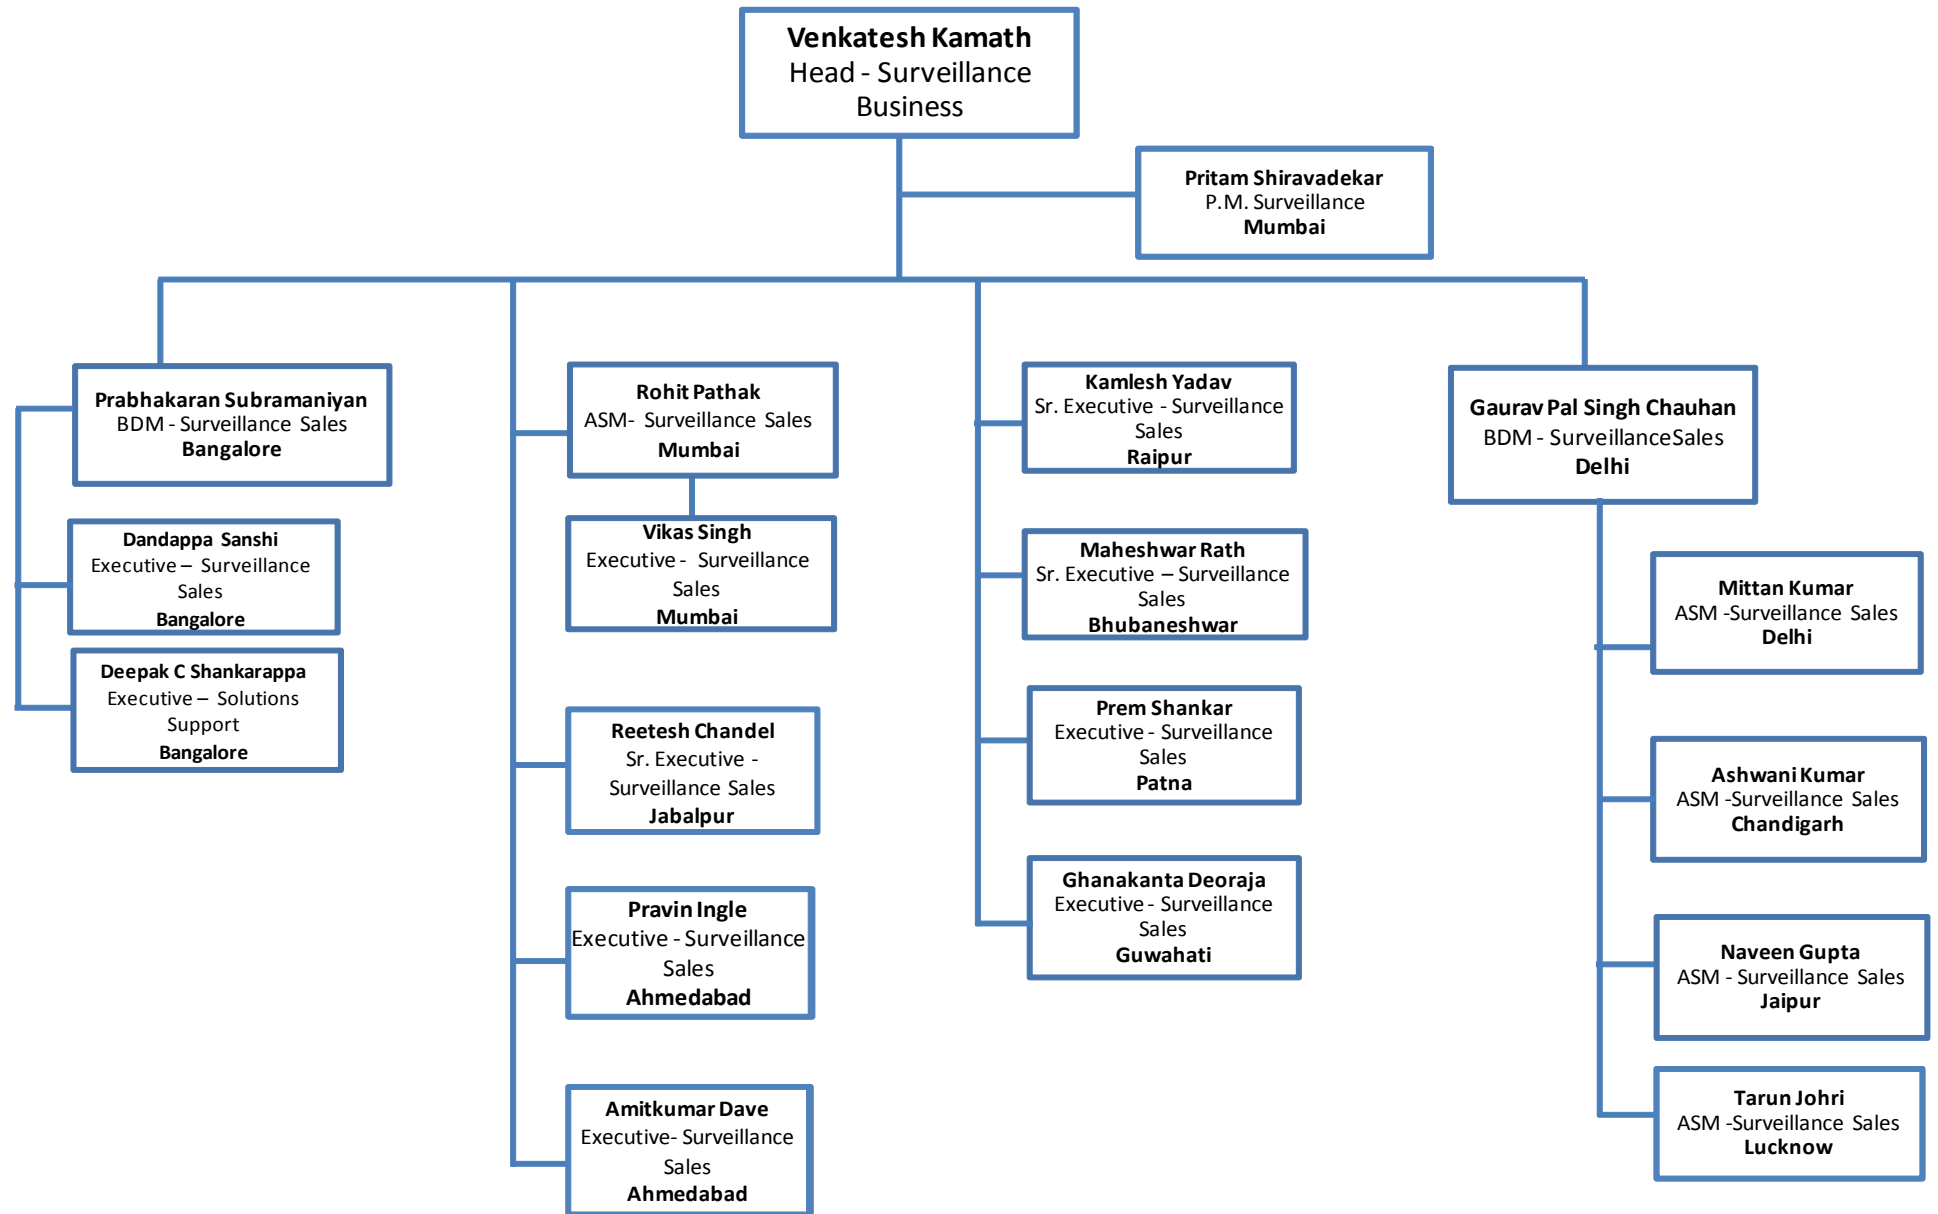 Venkatesh Kamath
Head - Surveillance
Business
Pritam Shiravadekar
P.M. Surveillance
Mumbai
Prabhakaran Subramaniyan
BDM - Surveillance Sales
Bangalore
Dandappa Sanshi
Executive – Surveillance
Sales
Bangalore
Deepak C Shankarappa
Executive – Solutions
Support
Bangalore
Rohit Pathak
ASM- Surveillance Sales
Mumbai
Vikas Singh
Executive - Surveillance
Sales
Mumbai
Reetesh Chandel
Sr. Executive -
Surveillance Sales
Jabalpur
Pravin Ingle
Executive - Surveillance
Sales
Ahmedabad
Amitkumar Dave
Executive- Surveillance
Sales
Ahmedabad
Kamlesh Yadav
Sr. Executive - Surveillance
Sales
Raipur
Maheshwar Rath
Sr. Executive – Surveillance
Sales
Bhubaneshwar
Prem Shankar
Executive - Surveillance
Sales
Patna
Ghanakanta Deoraja
Executive - Surveillance
Sales
Guwahati
Gaurav Pal Singh Chauhan
BDM - SurveillanceSales
Delhi
Mittan Kumar
ASM -Surveillance Sales
Delhi
Ashwani Kumar
ASM -Surveillance Sales
Chandigarh
Naveen Gupta
ASM - Surveillance Sales
Jaipur
Tarun Johri
ASM -Surveillance Sales
Lucknow